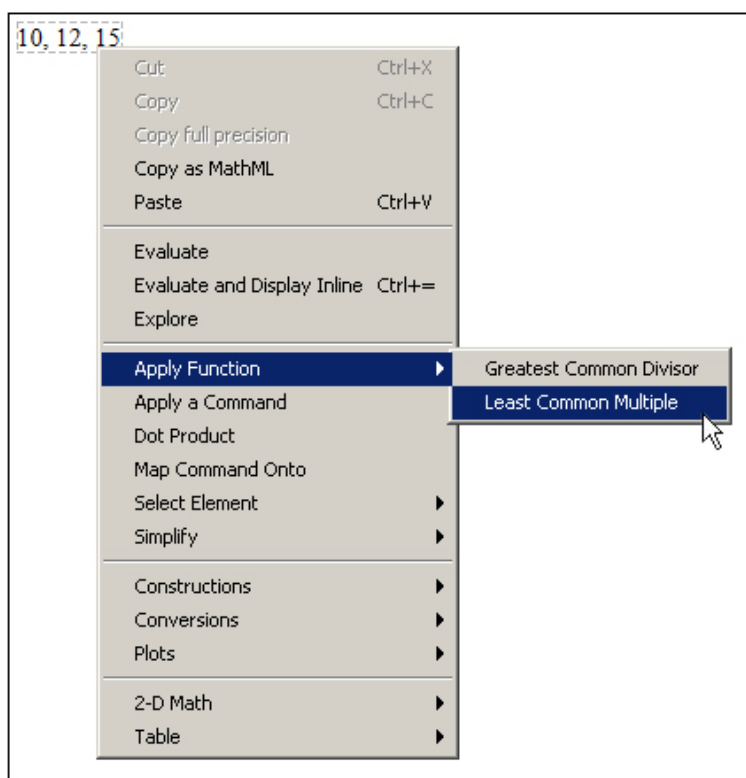 10, 12, 15
Cut Ctrl+X
Copy Ctrl+C
Copy full precision
Copy as MathML
Paste Ctrl+V
Evaluate
Evaluate and Display Inline Ctrl+=
Explore
Apply Function
Greatest Common Divisor
Apply a Command
Least Common Multiple
Dot Product
Map Command Onto
Select Element
Simplify
Constructions
Conversions
Plots
2-D Math
Table